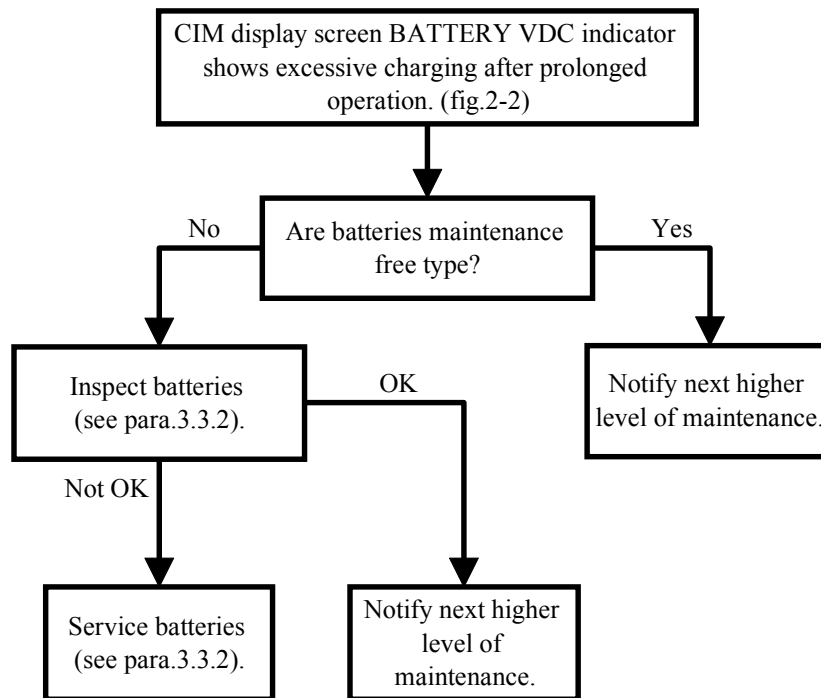 CIM display screen BATTERY VDC indicator
shows excessive charging after prolonged
operation. (fig.2-2)
No
Are batteries maintenance
free type?
Yes
Inspect batteries
(see para.3.3.2).
OK
Notify next higher
level of maintenance.
Not OK
Service batteries
(see para.3.3.2).
Notify next higher
level of
maintenance.